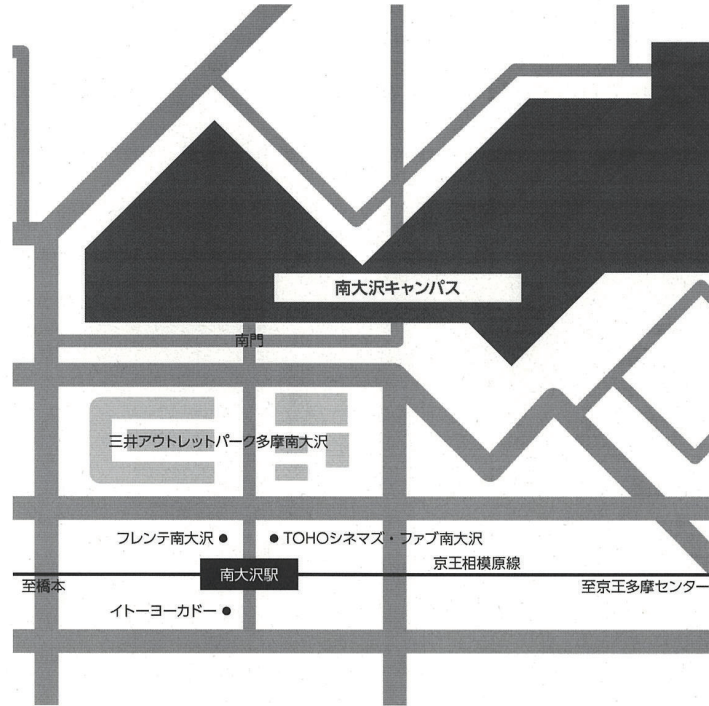 南大沢キャンパス
南門
三井アウトレットパーク多摩南大沢
フレンテ南大沢
TOHOシネマズ・ファブ南大沢
京王相模原線
南大沢駅
至橋本
至京王多摩センター
イトーヨーカドー